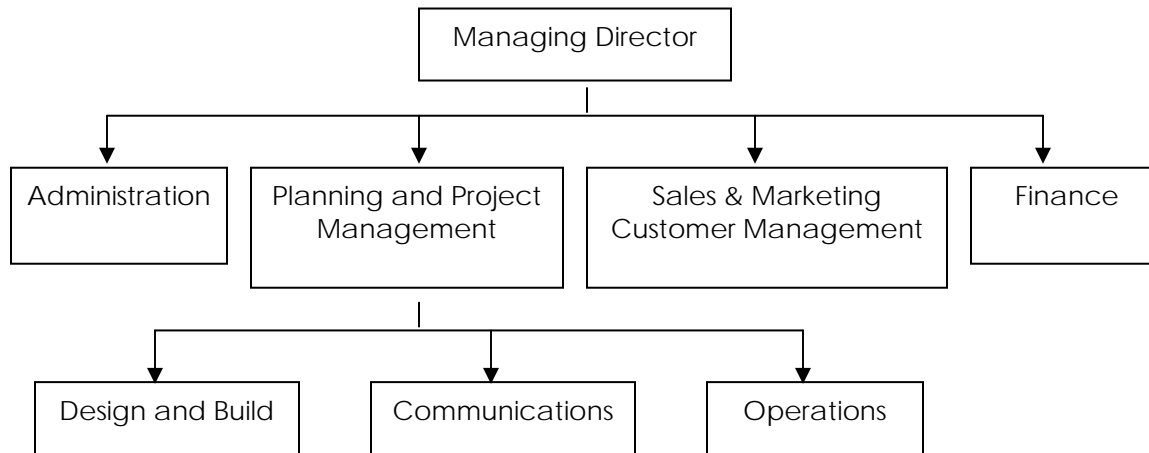 Managing Director
Administration
Planning and Project
Management
Sales & Marketing
Customer Management
Finance
Design and Build
Communications
Operations